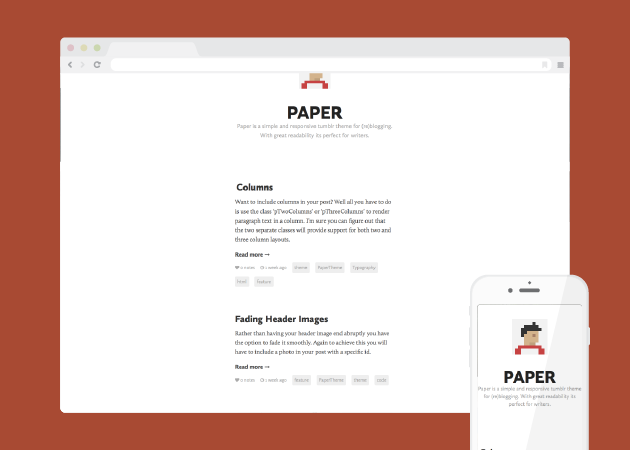 PAPER
Paper is a simple and responsive tumblr theme for (re)blogging.
With great readability its perfect for writers.
Columns
Want to include columns in your post? Well all you have to do
is use the class 'pTwoColumns' or 'pThreeColumns' to render
paragraph text in a column. I'm sure you can figure out that
the two separate classes will provide support for both two and
three column layouts.
Read more →
0 notes 1 week ago theme PaperTheme Typography
html feature
Fading Header Images
Rather than having your header image end abruptly you have
the option to fade it smoothly. Again to achieve this you will
have to include a photo in your post with a specific id.
Read more →
0 notes 1 week ago feature PaperTheme theme code
PAPER
Paper is a simple and responsive tumblr theme
for (re)blogging. With great readability its
perfect for writers.